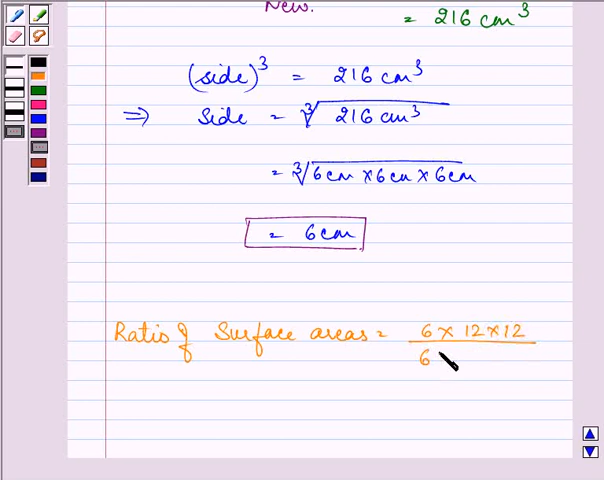 New.
= 216 cm³
(side)³ = 216 cm³
⇒ side = ∛216 cm³
= ∛6cm × 6cm × 6cm
= 6cm
Ratio of Surface areas = 6 × 12 × 12
6